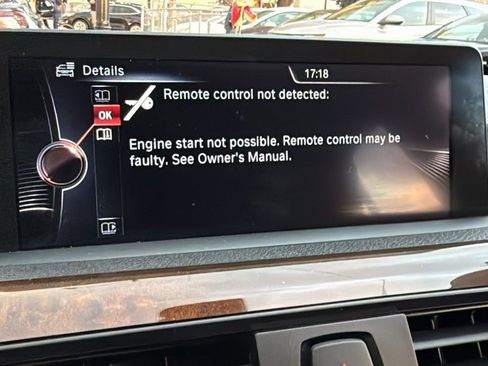 Details
17:18
Remote control not detected:
OK
Engine start not possible. Remote control may be
faulty. See Owner's Manual.